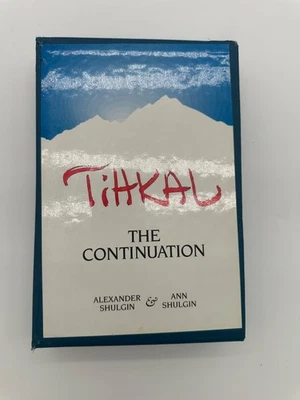 TiHKAL
THE
CONTINUATION
ALEXANDER SHULGIN & ANN SHULGIN